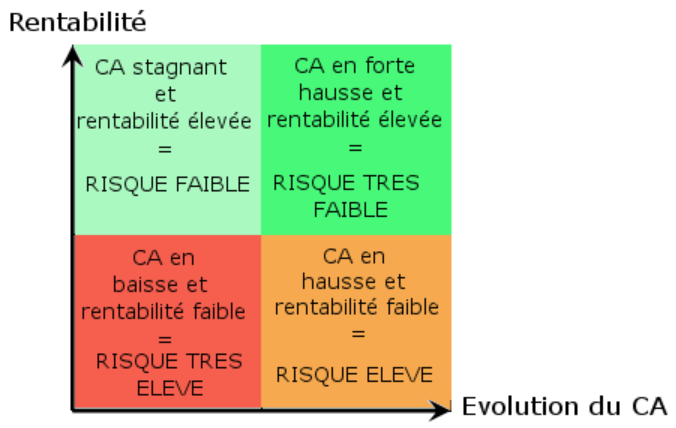 Rentabilité
CA stagnant
et
rentabilité élevée
=
RISQUE FAIBLE
CA en forte
hausse et
rentabilité élevée
=
RISQUE TRES
FAIBLE
CA en
baisse et
rentabilité faible
=
RISQUE TRES
ELEVE
CA en
hausse et
rentabilité faible
=
RISQUE ELEVE
Evolution du CA